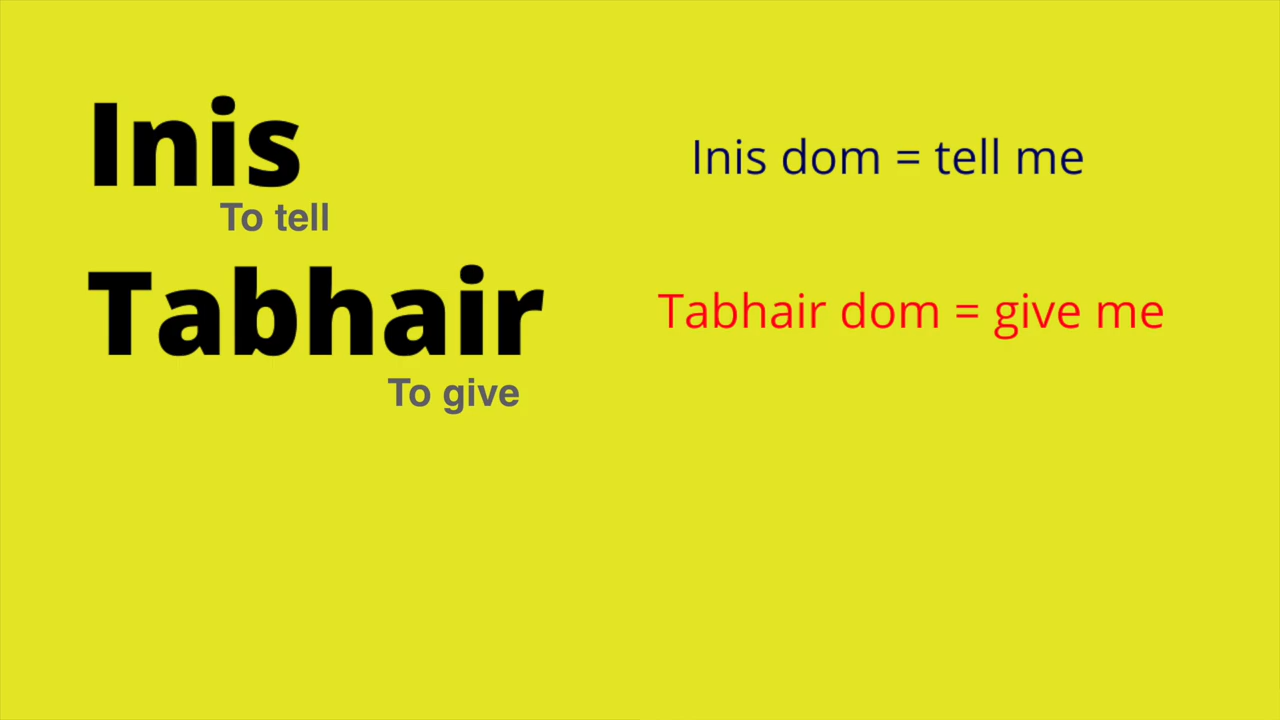 Inis
To tell
Inis dom = tell me
Tabhair
To give
Tabhair dom = give me